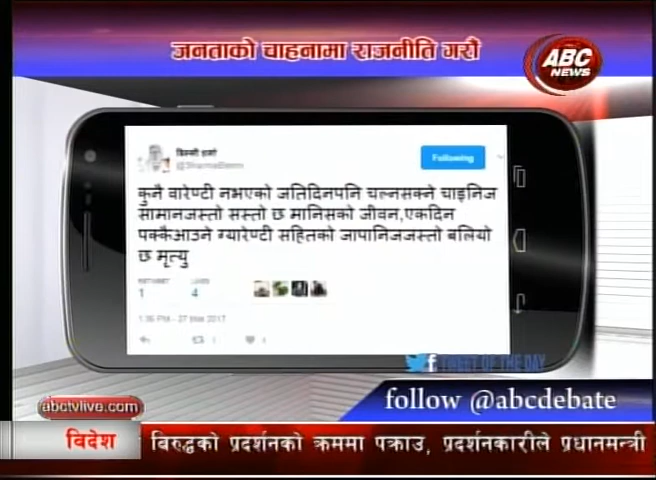 जनताको चाहनामा राजनीति गरौं
ABC
NEWS
Following
कुनै वारेण्टी नभएको जतिदिनपनि चल्नसक्ने चाइनिज
सामानजस्तो सस्तो छ मानिसको जीवन,एकदिन
पक्कैआउने ग्यारेण्टी सहितको जापानिजजस्तो बलियो
छ मृत्यु
RETWEET LIKES
1 4
1:36 PM - 27 Mar 2017
TWEET OF THE DAY
abctvlive.com
follow @abcdebate
विदेश बिरुद्धको प्रदर्शनको क्रममा पक्राउ, प्रदर्शनकारीले प्रधानमन्त्री